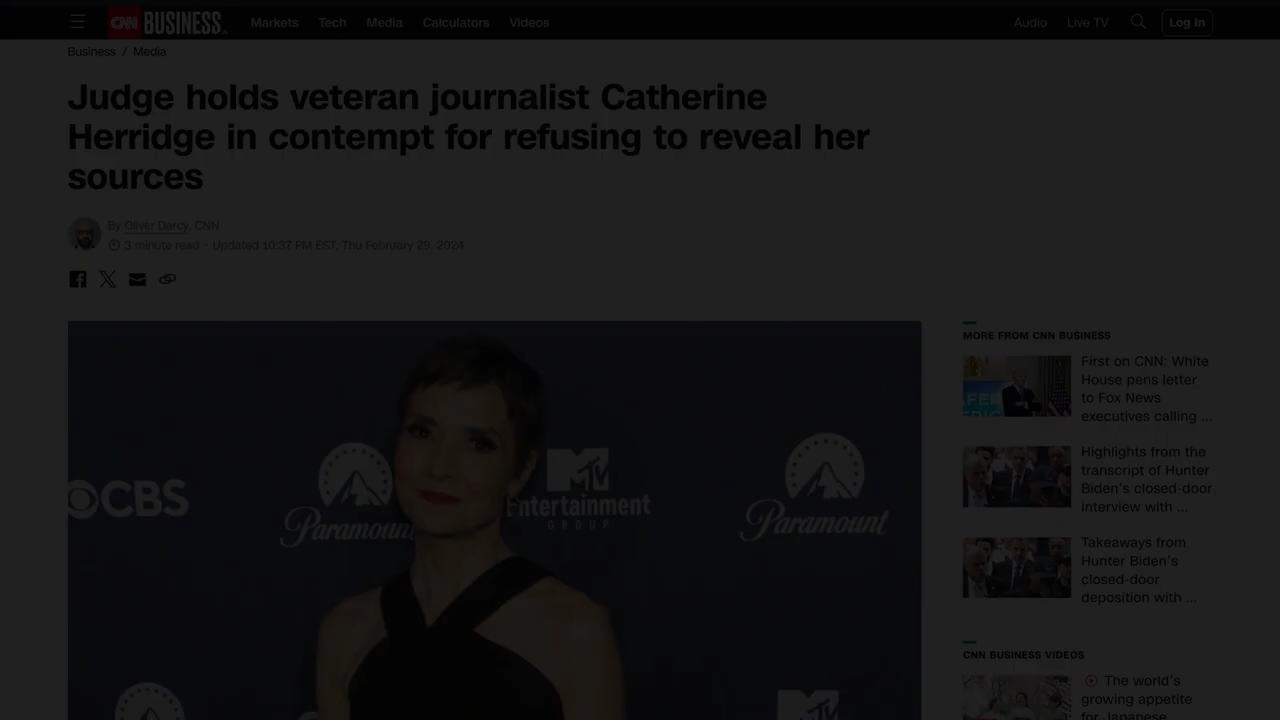 CNN BUSINESS
Markets
Tech
Media
Calculators
Videos
Audio
Live TV
Log In
Business / Media
Judge holds veteran journalist Catherine
Herridge in contempt for refusing to reveal her
sources
By Oliver Darcy, CNN
3 minute read · Updated 10:37 PM EST, Thu February 29, 2024
CBS
Paramount
Entertainment
GROUP
Paramount
MORE FROM CNN BUSINESS
First on CNN: White
House pens letter
to Fox News
executives calling ...
Highlights from the
transcript of Hunter
Biden’s closed-door
interview with ...
Takeaways from
Hunter Biden’s
closed-door
deposition with ...
CNN BUSINESS VIDEOS
The world’s
growing appetite
for Japanese